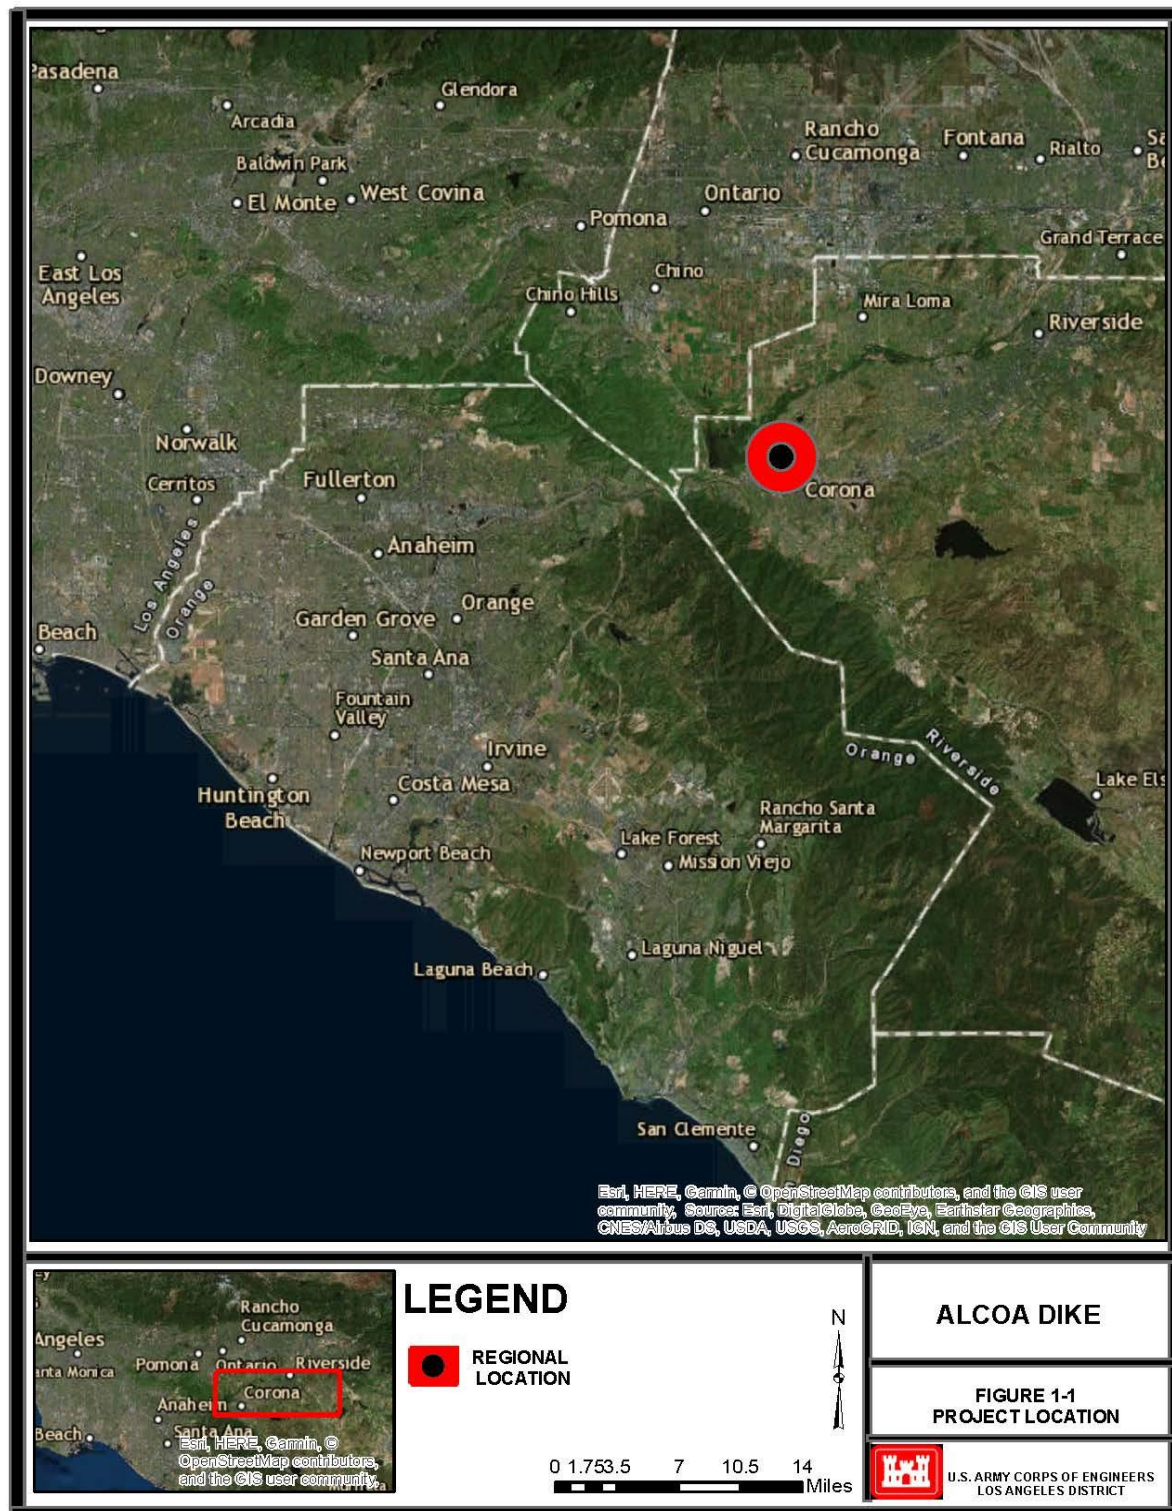 Pasadena
Glendora
Arcadia
Baldwin Park
El Monte
West Covina
Rancho
Cucamonga
Fontana
Rialto
Sa
Be
Ontario
Pomona
Grand Terrace
East Los
Angeles
Chino
Chino Hills
Mira Loma
Riverside
Downey
Norwalk
Cerritos
Fullerton
Corona
Anaheim
Los Angeles
Orange
Garden Grove
Orange
Beach
Santa Ana
Fountain
Valley
Irvine
Costa Mesa
Orange
Riverside
Lake Els
Huntington
Beach
Rancho Santa
Margarita
Newport Beach
Lake Forest
Mission Viejo
Laguna Niguel
Laguna Beach
San Clemente
n Diego
Esri, HERE, Garmin, © OpenStreetMap contributors, and the GIS user
community, Source: Esri, DigitalGlobe, GeoEye, Earthstar Geographics,
CNES/Airbus DS, USDA, USGS, AeroGRID, IGN, and the GIS User Community
ey
Rancho
Cucamonga
Angeles
anta Monica
Pomona
Ontario
Riverside
Corona
Anaheim
Beach
Santa Ana
Esri, HERE, Garmin, ©
OpenStreetMap contributors,
and the GIS user community,
LEGEND
REGIONAL
LOCATION
N
0 1.75 3.5 7 10.5 14
Miles
ALCOA DIKE
FIGURE 1-1
PROJECT LOCATION
U.S. ARMY CORPS OF ENGINEERS
LOS ANGELES DISTRICT